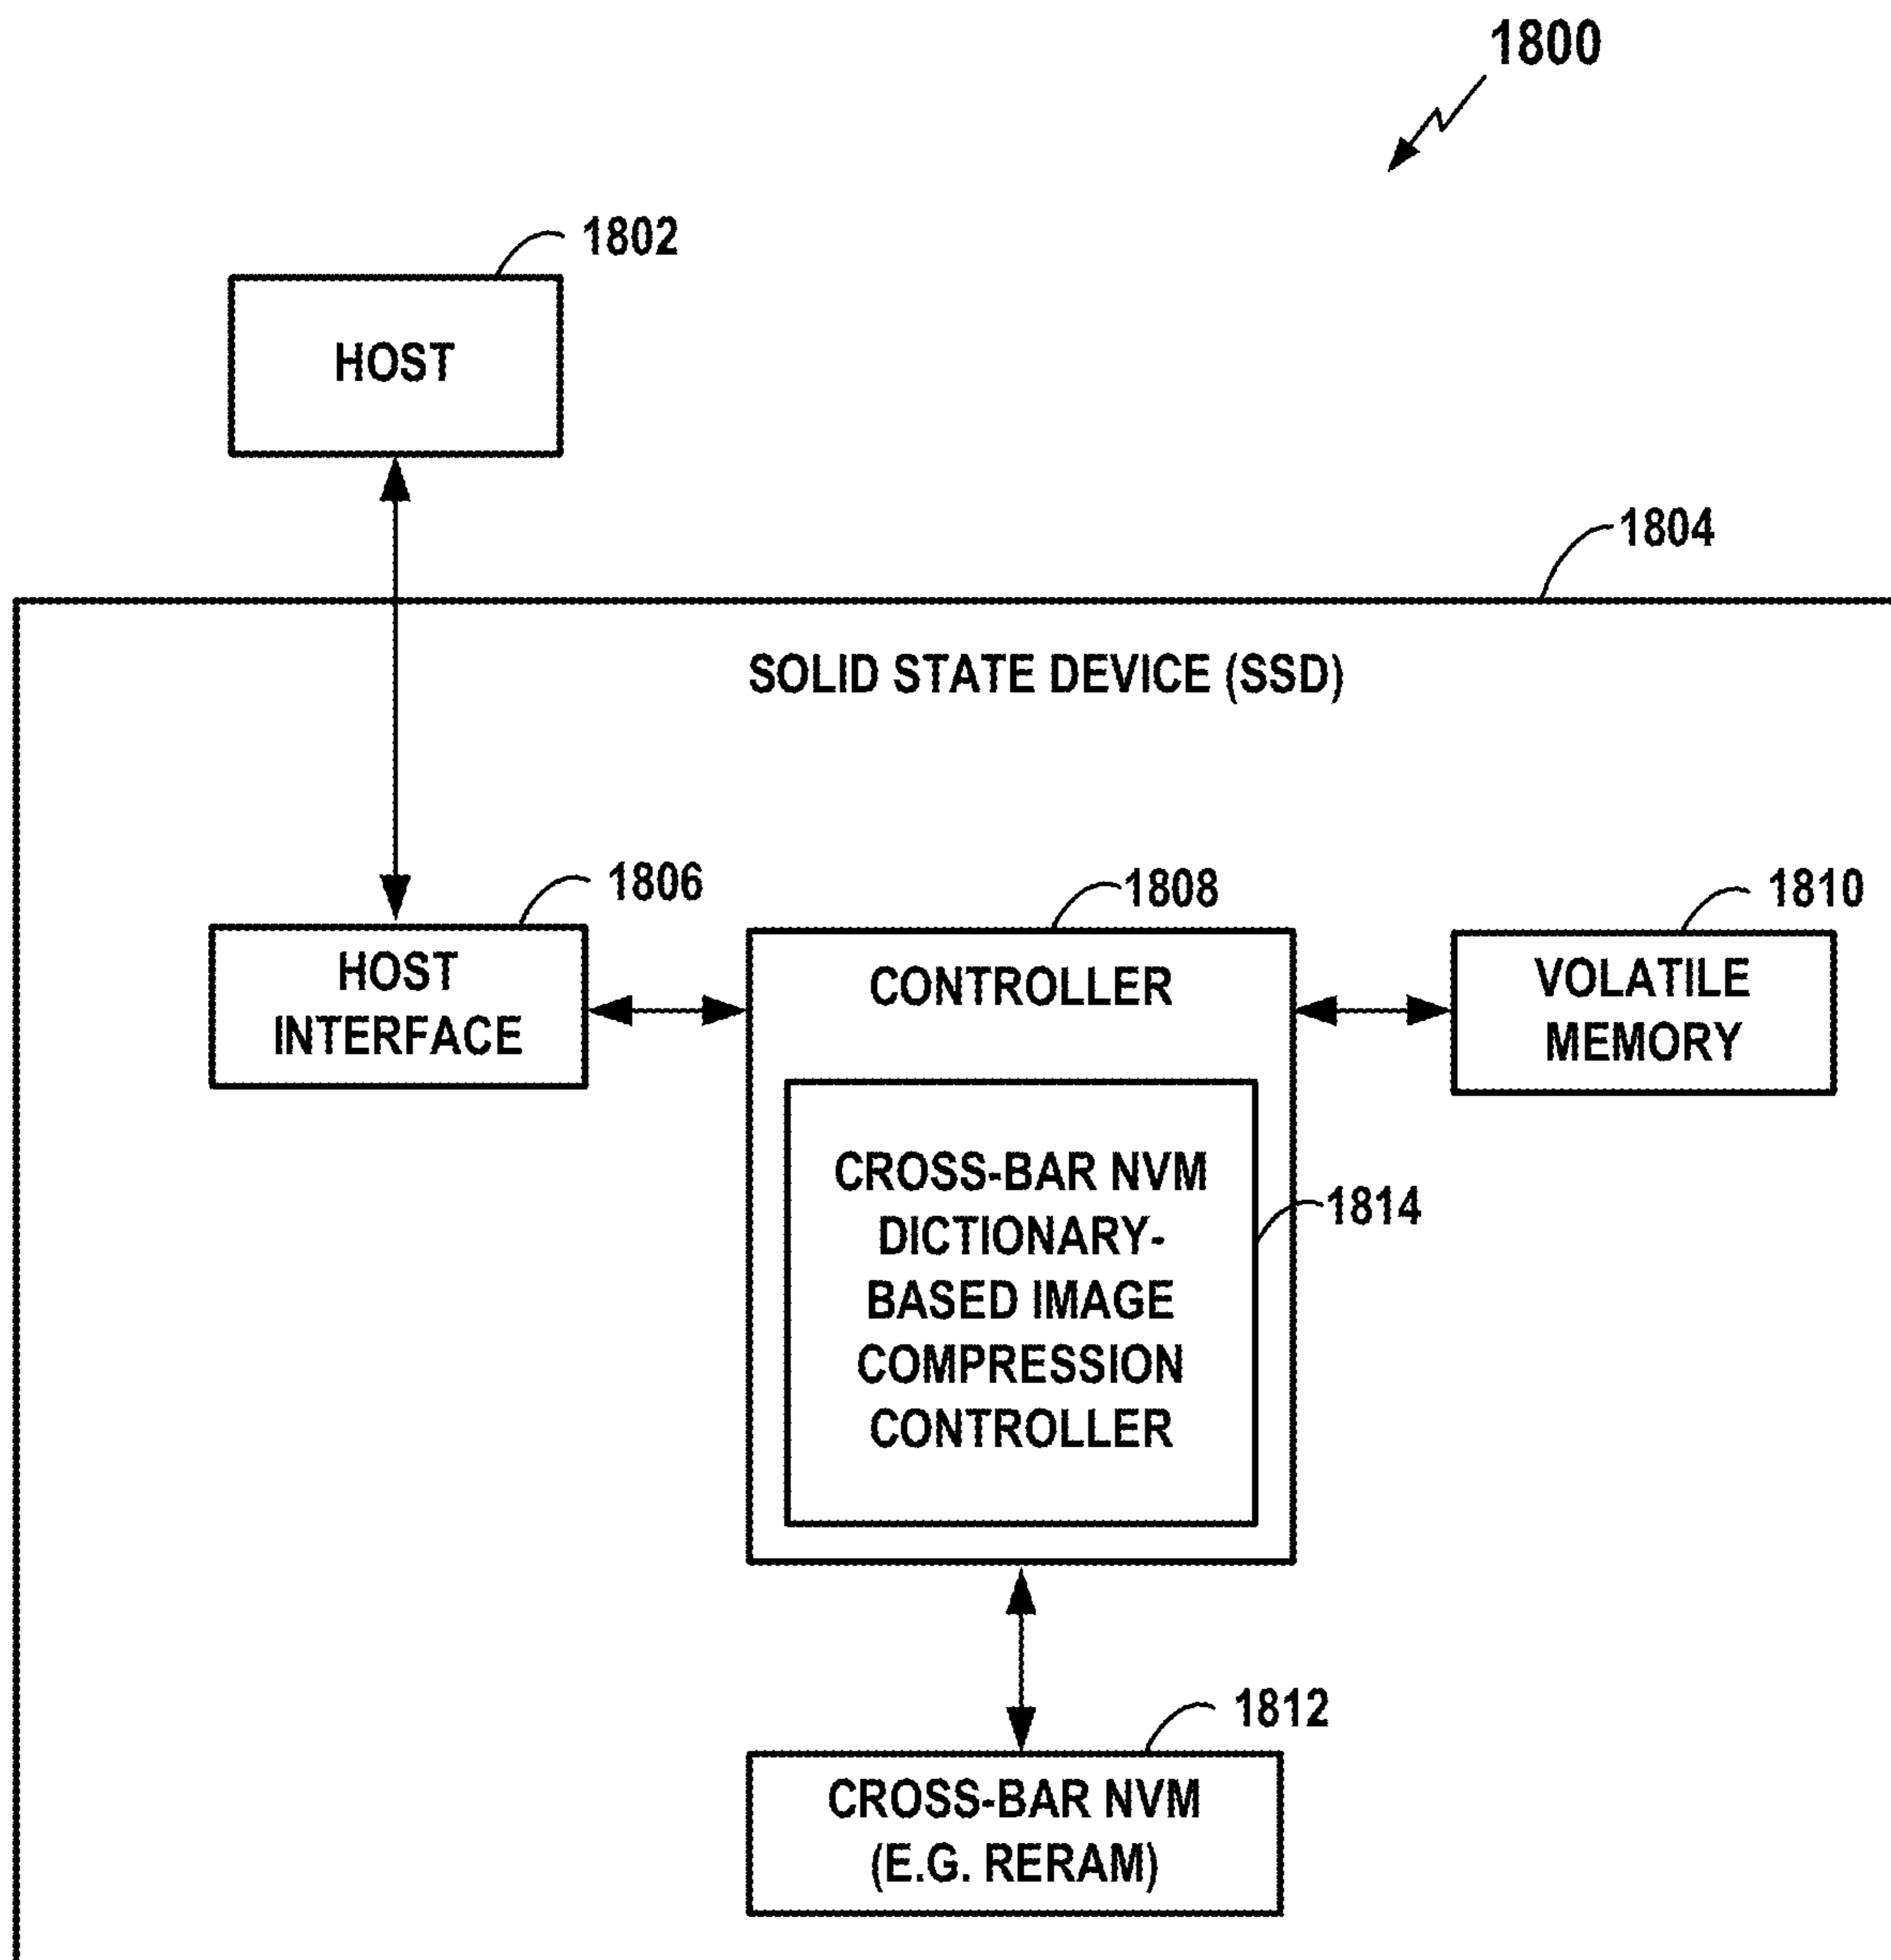 1800
1802
HOST
1804
SOLID STATE DEVICE (SSD)
1806
HOST
INTERFACE
1808
CONTROLLER
1810
VOLATILE
MEMORY
CROSS-BAR NVM
DICTIONARY-
BASED IMAGE
COMPRESSION
CONTROLLER
1814
1812
CROSS-BAR NVM
(E.G. RERAM)